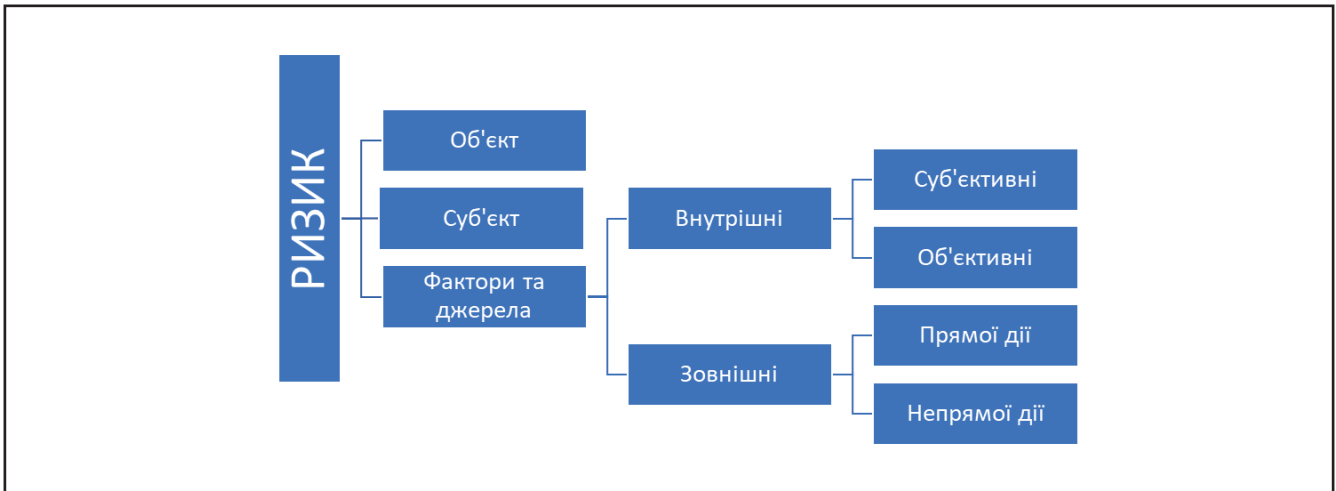 РИЗИК
Об'єкт
Суб'єкт
Фактори та
джерела
Внутрішні
Зовнішні
Суб'єктивні
Об'єктивні
Прямої дії
Непрямої дії